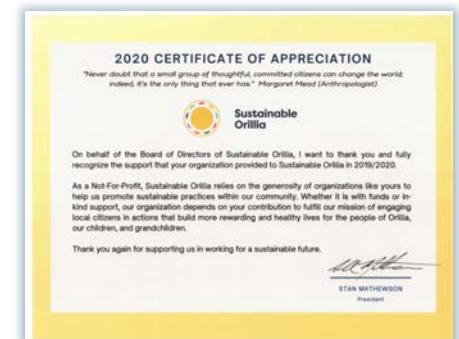 2020 CERTIFICATE OF APPRECIATION
"Never doubt that a small group of thoughtful, committed citizens can change the world;
indeed, it's the only thing that ever has." Margaret Mead (Anthropologist)
Sustainable
Orillia
On behalf of the Board of Directors of Sustainable Orillia, I want to thank you and fully
recognize the support that your organization provided to Sustainable Orillia in 2019/2020.
As a Not-For-Profit, Sustainable Orillia relies on the generosity of organizations like yours to
help us promote sustainable practices within our community. Whether it is with funds or in-
kind support, our organization depends on your contribution to fulfill our mission of engaging
local citizens in actions that build more rewarding and healthy lives for the people of Orillia,
our children, and grandchildren.
Thank you again for supporting us in working for a sustainable future.
STAN MATHEWSON
President